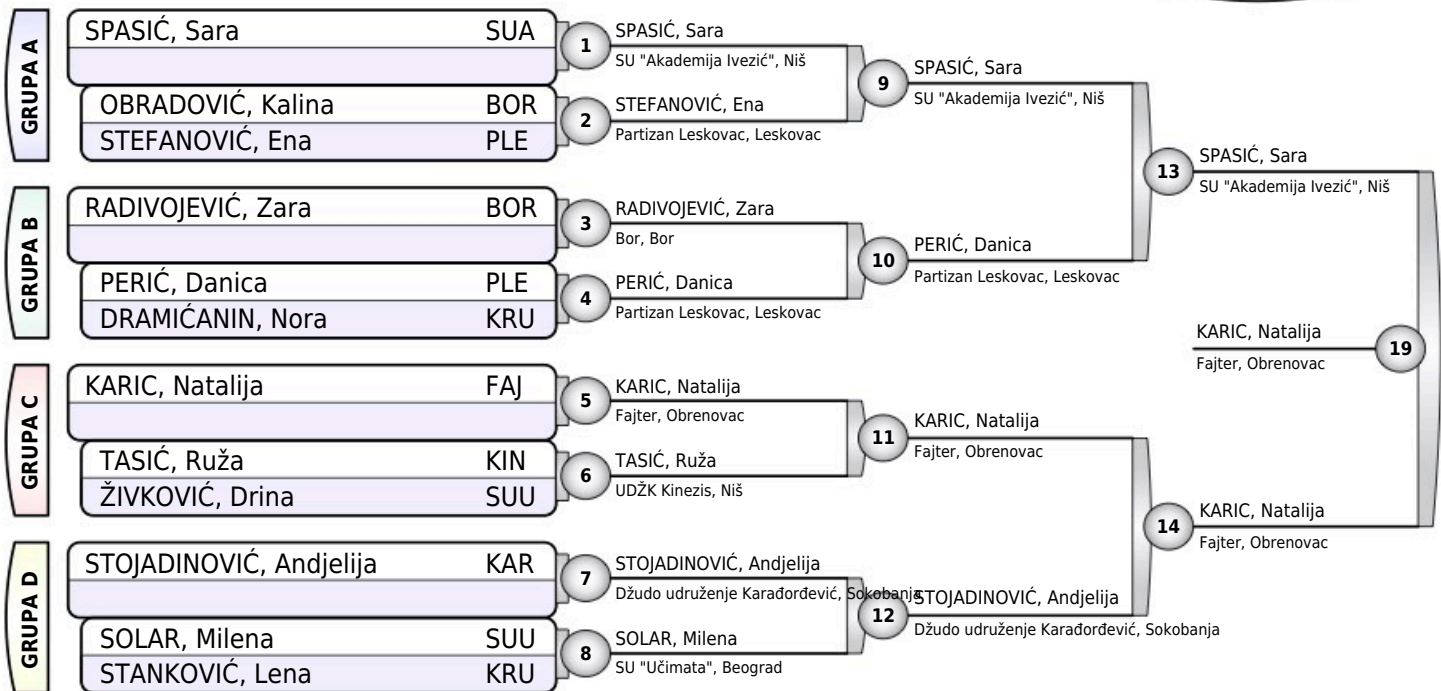 GRUPA A
SPASIĆ, Sara SUA
OBRADOVIĆ, Kalina BOR
STEFANOVIĆ, Ena PLE
GRUPA B
RADIVOJEVIĆ, Zara BOR
PERIĆ, Danica PLE
DRAMIĆANIN, Nora KRU
GRUPA C
KARIC, Natalija FAJ
TASIĆ, Ruža KIN
ŽIVKOVIĆ, Drina SUU
GRUPA D
STOJADINOVIĆ, Andjelija KAR
SOLAR, Milena SUU
STANKOVIĆ, Lena KRU
1
SPASIĆ, Sara
SU "Akademija Ivezić", Niš
2
STEFANOVIĆ, Ena
Partizan Leskovac, Leskovac
3
RADIVOJEVIĆ, Zara
Bor, Bor
4
PERIĆ, Danica
Partizan Leskovac, Leskovac
5
KARIC, Natalija
Fajter, Obrenovac
6
TASIĆ, Ruža
UDŽK Kinezis, Niš
7
STOJADINOVIĆ, Andjelija
Džudo udruženje Karađorđević, Sokobanja
8
SOLAR, Milena
SU "Učimata", Beograd
9
SPASIĆ, Sara
SU "Akademija Ivezić", Niš
10
PERIĆ, Danica
Partizan Leskovac, Leskovac
11
KARIC, Natalija
Fajter, Obrenovac
12
STOJADINOVIĆ, Andjelija
Džudo udruženje Karađorđević, Sokobanja
13
SPASIĆ, Sara
SU "Akademija Ivezić", Niš
14
KARIC, Natalija
Fajter, Obrenovac
KARIC, Natalija
Fajter, Obrenovac
19